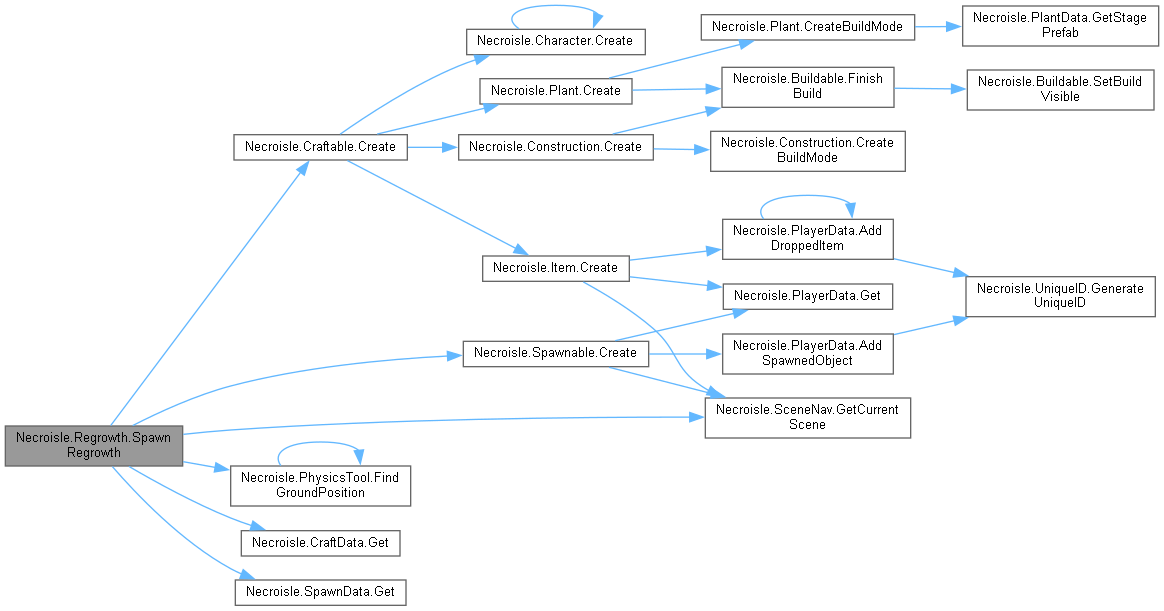 Necroisle.Regrowth.Spawn
Regrowth
Necroisle.Craftable.Create
Necroisle.Character.Create
Necroisle.Plant.Create
Necroisle.Construction.Create
Necroisle.Item.Create
Necroisle.Spawnable.Create
Necroisle.PhysicsTool.Find
GroundPosition
Necroisle.CraftData.Get
Necroisle.SpawnData.Get
Necroisle.Plant.CreateBuildMode
Necroisle.Buildable.Finish
Build
Necroisle.Construction.Create
BuildMode
Necroisle.PlayerData.Add
DroppedItem
Necroisle.PlayerData.Get
Necroisle.PlayerData.Add
SpawnedObject
Necroisle.SceneNav.GetCurrent
Scene
Necroisle.PlantData.GetStage
Prefab
Necroisle.Buildable.SetBuild
Visible
Necroisle.UniqueID.Generate
UniqueID